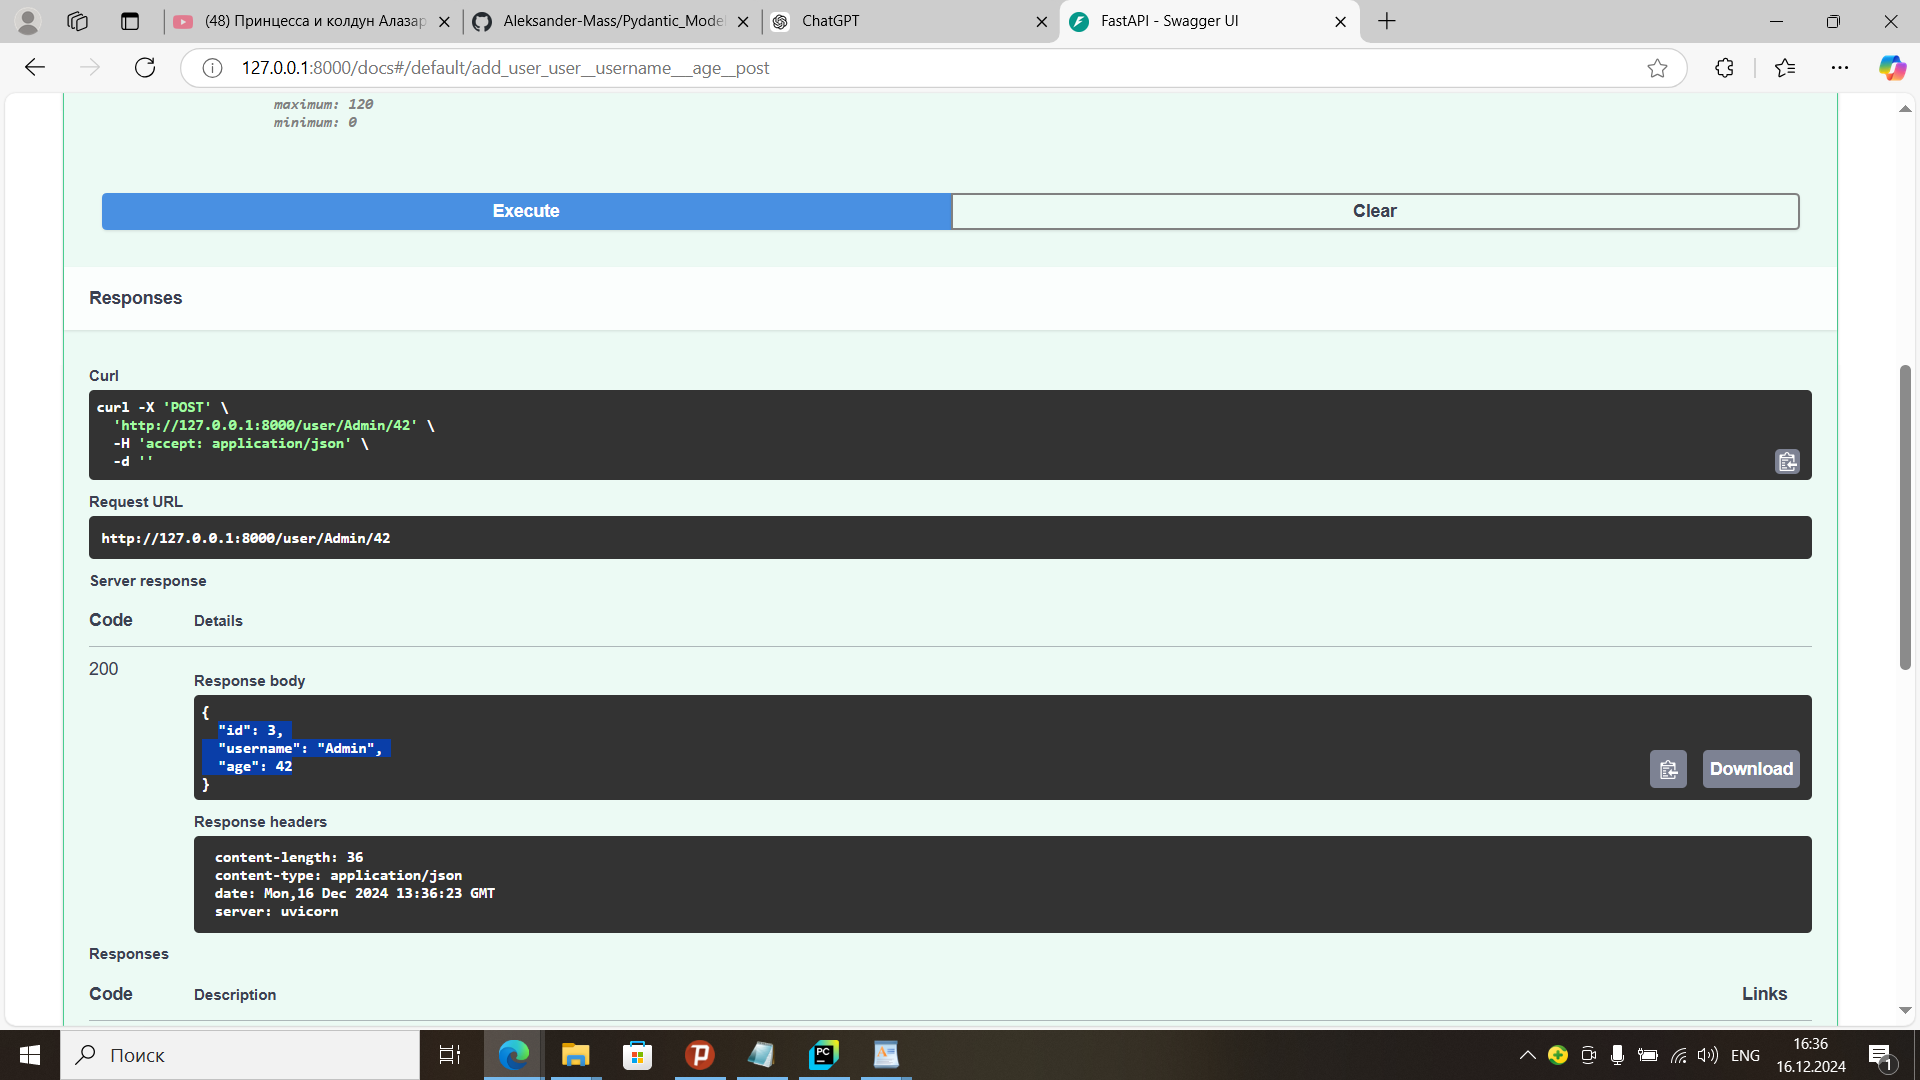 (48) Принцесса и колдун Алазар
Aleksander-Mass/Pydantic_Model
ChatGPT
FastAPI - Swagger UI
127.0.0.1:8000/docs#/default/add_user_user__username___age__post
maximum: 120
minimum: 0
Execute
Clear
Responses
Curl
curl -X 'POST' \
'http://127.0.0.1:8000/user/Admin/42' \
-H 'accept: application/json' \
-d ''
Request URL
http://127.0.0.1:8000/user/Admin/42
Server response
Code
Details
200
Response body
{
"id": 3,
"username": "Admin",
"age": 42
}
Download
Response headers
content-length: 36
content-type: application/json
date: Mon,16 Dec 2024 13:36:23 GMT
server: uvicorn
Responses
Code
Description
Links
Поиск
PC
ENG
16:36
16.12.2024
1